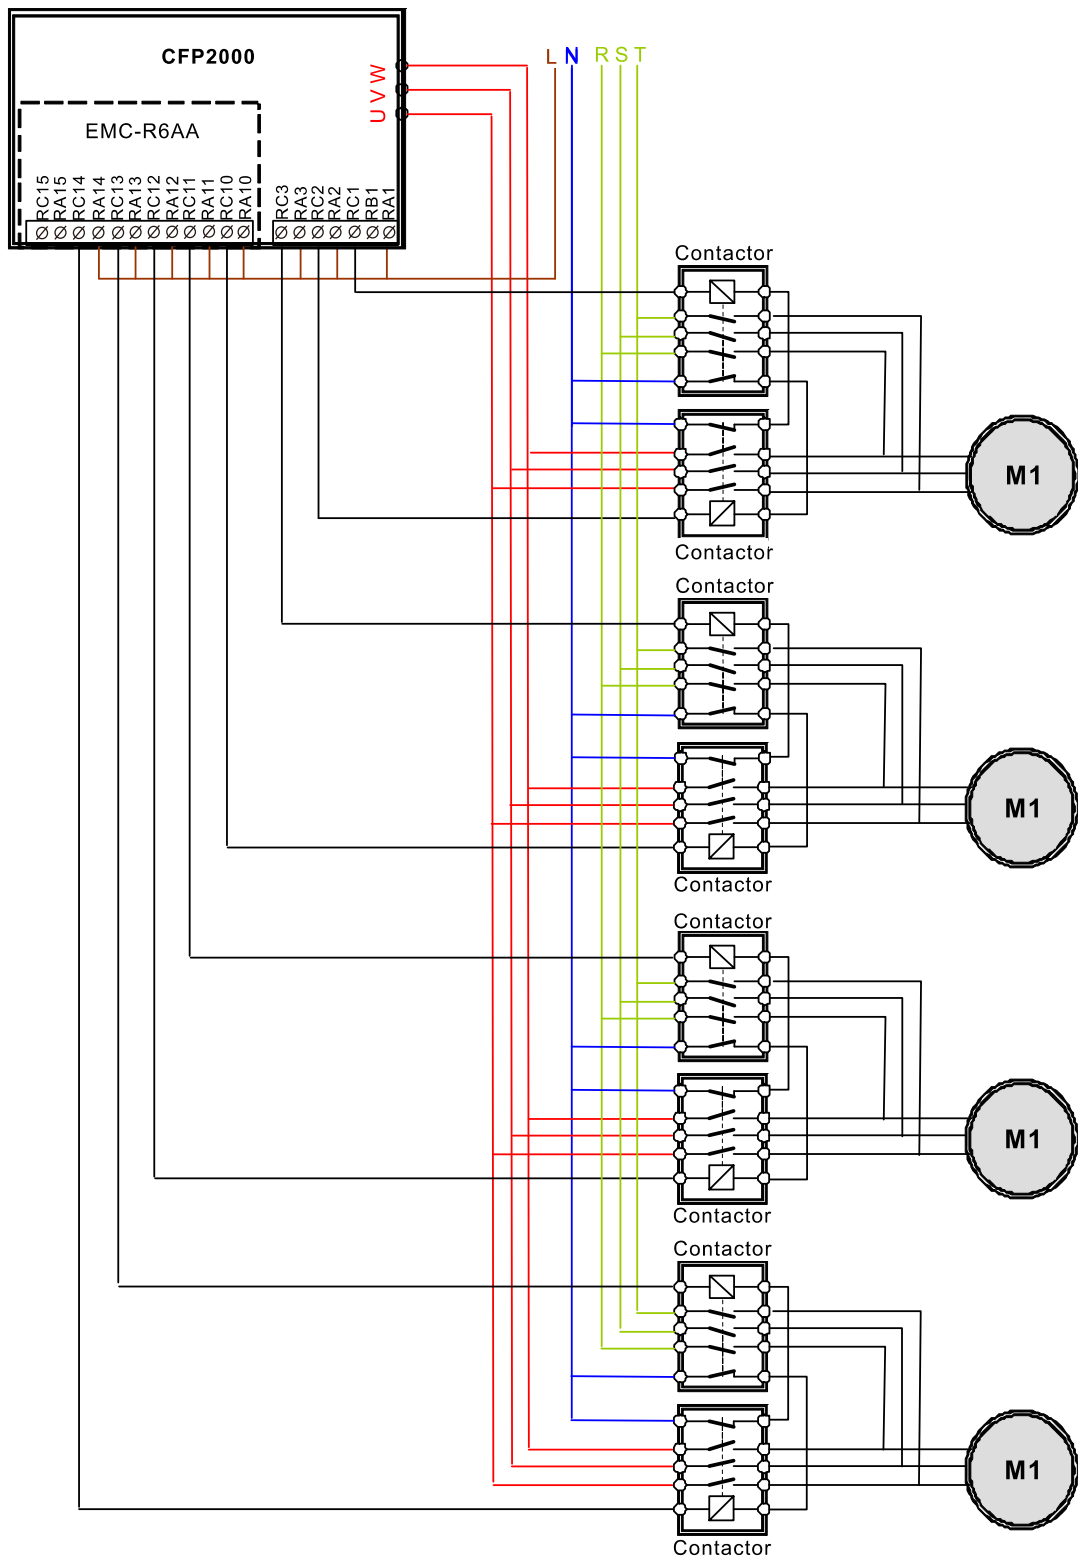 CFP2000
L N R S T
U V W
EMC-R6AA
RC15
RA15
RC14
RA14
RC13
RA13
RC12
RA12
RC11
RA11
RC10
RA10
RC3
RA3
RC2
RA2
RC1
RB1
RA1
Contactor
M1
Contactor
Contactor
M1
Contactor
Contactor
M1
Contactor
Contactor
M1
Contactor